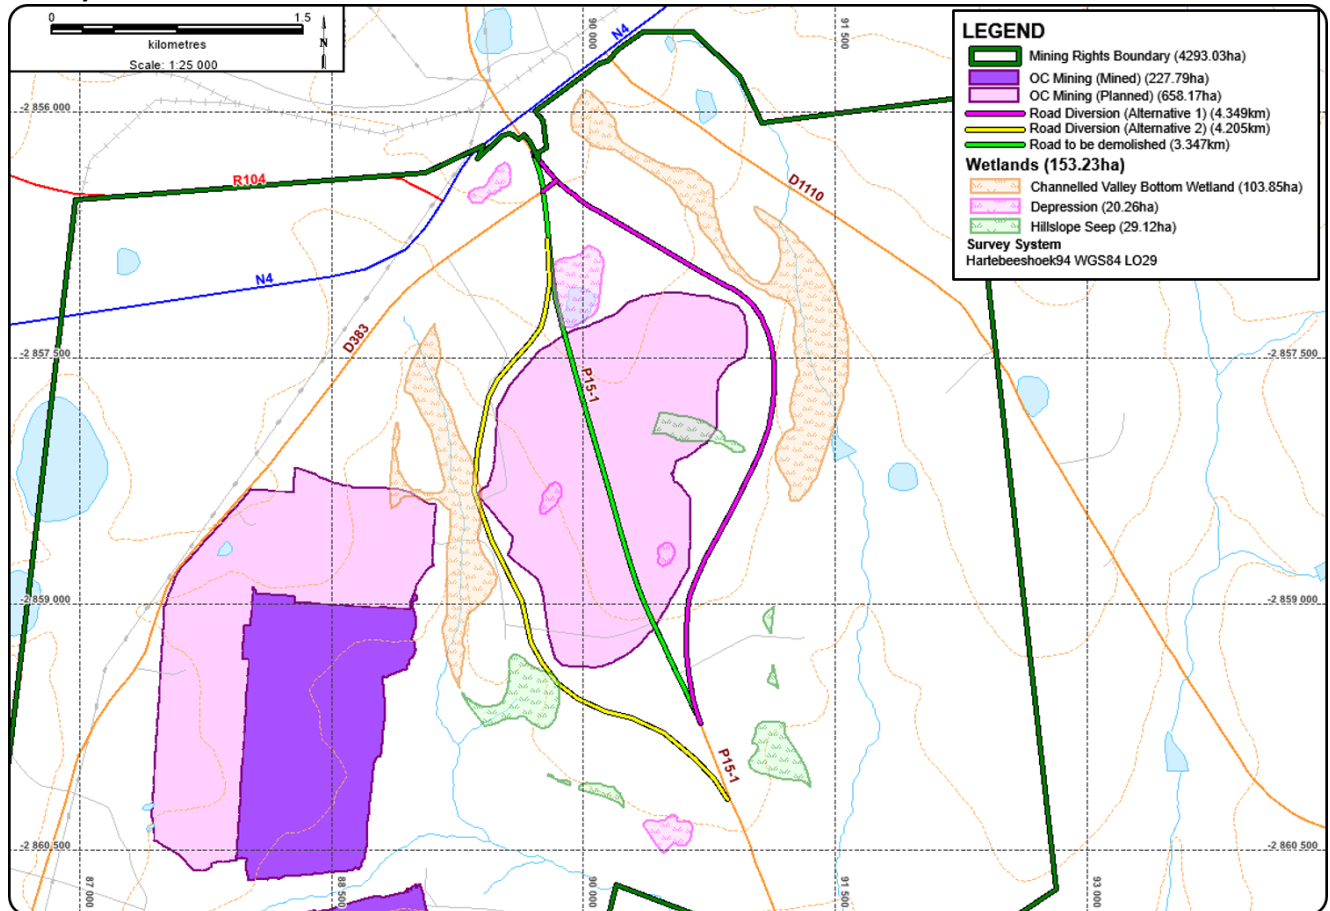 0 1.5
kilometres
Scale: 1:25 000
N
N4
90 000
91 500
LEGEND
Mining Rights Boundary (4293.03ha)
OC Mining (Mined) (227.79ha)
OC Mining (Planned) (658.17ha)
Road Diversion (Alternative 1) (4.349km)
Road Diversion (Alternative 2) (4.205km)
Road to be demolished (3.347km)
Wetlands (153.23ha)
Channelled Valley Bottom Wetland (103.85ha)
Depression (20.26ha)
Hillslope Seep (29.12ha)
Survey System
Hartebeeshoek94 WGS84 LO29
-2 856 000
R104
D1110
N4
D383
-2 857 500
-2 857 500
P15-1
-2 859 000
-2 859 000
P15-1
-2 860 500
-2 860 500
87 000
88 500
90 000
91 500
93 000